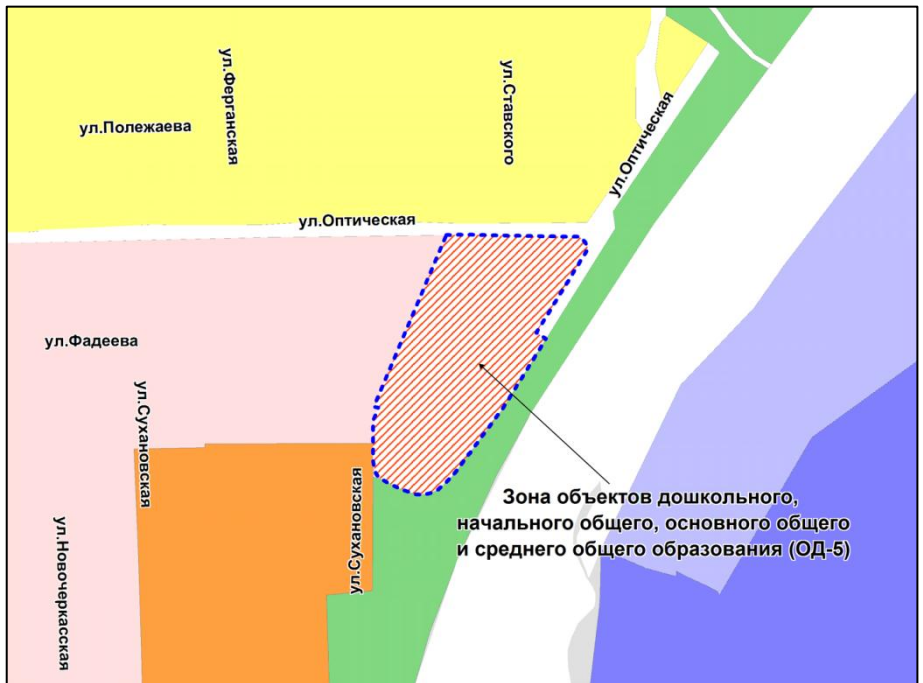 ул.Полежаева
ул.Ферганская
ул.Ставского
ул.Оптическая
ул.Оптическая
ул.Фадеева
ул.Сухановская
ул.Сухановская
ул.Новочеркасская
Зона объектов дошкольного,
начального общего, основного общего
и среднего общего образования (ОД-5)